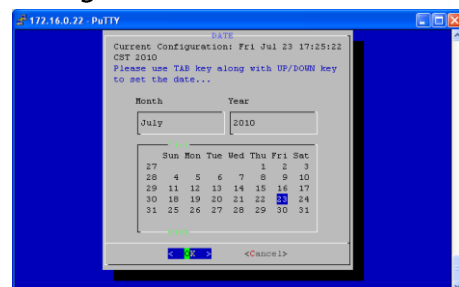 172.16.0.22 - PuTTY
DATE
Current Configuration: Fri Jul 23 17:25:22
CST 2010
Please use TAB key along with UP/DOWN key
to set the date...
Month Year
July 2010
Sun Mon Tue Wed Thu Fri Sat
27 1 2 3
28 4 5 6 7 8 9 10
29 11 12 13 14 15 16 17
30 18 19 20 21 22 23 24
31 25 26 27 28 29 30 31
< OK > <Cancel>